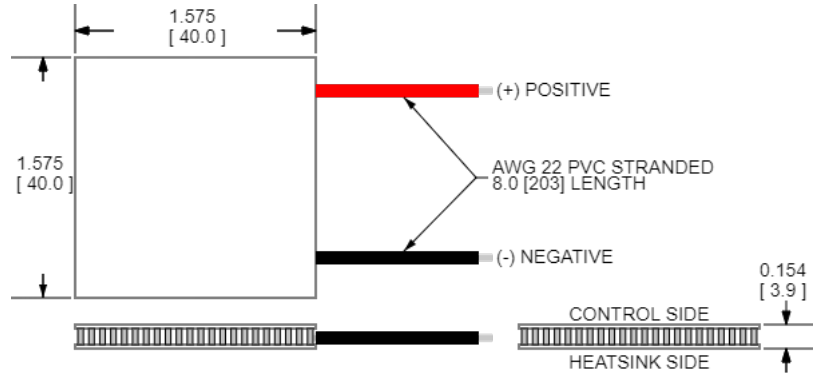 1.575
[ 40.0 ]
(+) POSITIVE
1.575
[ 40.0 ]
AWG 22 PVC STRANDED
8.0 [203] LENGTH
(-) NEGATIVE
0.154
[ 3.9 ]
CONTROL SIDE
HEATSINK SIDE